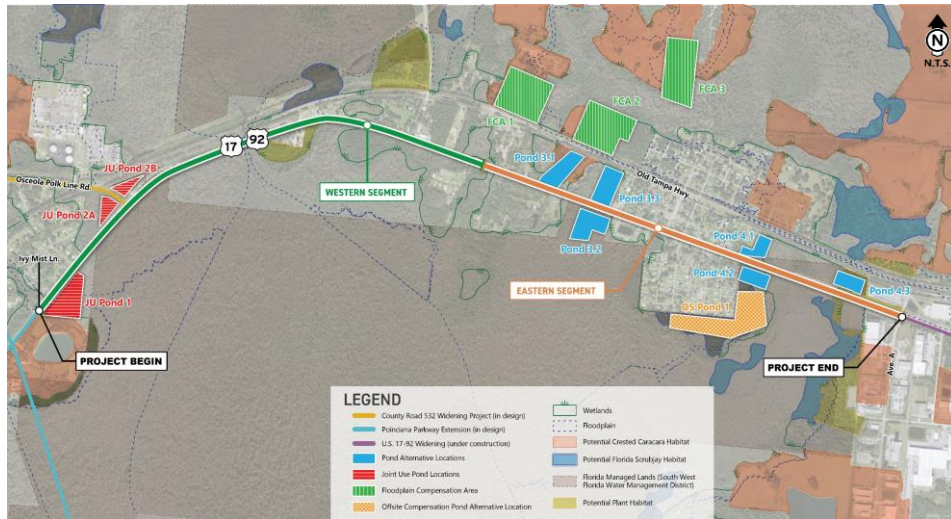 N
N.T.S.
FCA 3
FCA 2
FCA 1
17
92
Old Tampa Hwy
Pond 3.1
JU Pond 2B
WESTERN SEGMENT
Osceola Polk Line Rd.
Pond 3.3
JU Pond 2A
Pond 3.2
Pond 4.1
Ivy Mist Ln.
Pond 4.2
EASTERN SEGMENT
Pond 4.3
JU Pond 1
OS Pond 1
PROJECT BEGIN
PROJECT END
Ave. A
LEGEND
County Road 532 Widening Project (in design)
Poinciana Parkway Extension (in design)
U.S. 17-92 Widening (under construction)
Pond Alternative Locations
Joint Use Pond Locations
Floodplain Compensation Area
Offsite Compensation Pond Alternative Location
Wetlands
Floodplain
Potential Crested Caracara Habitat
Potential Florida Scrubjay Habitat
Florida Managed Lands (South West
Florida Water Management District)
Potential Plant Habitat